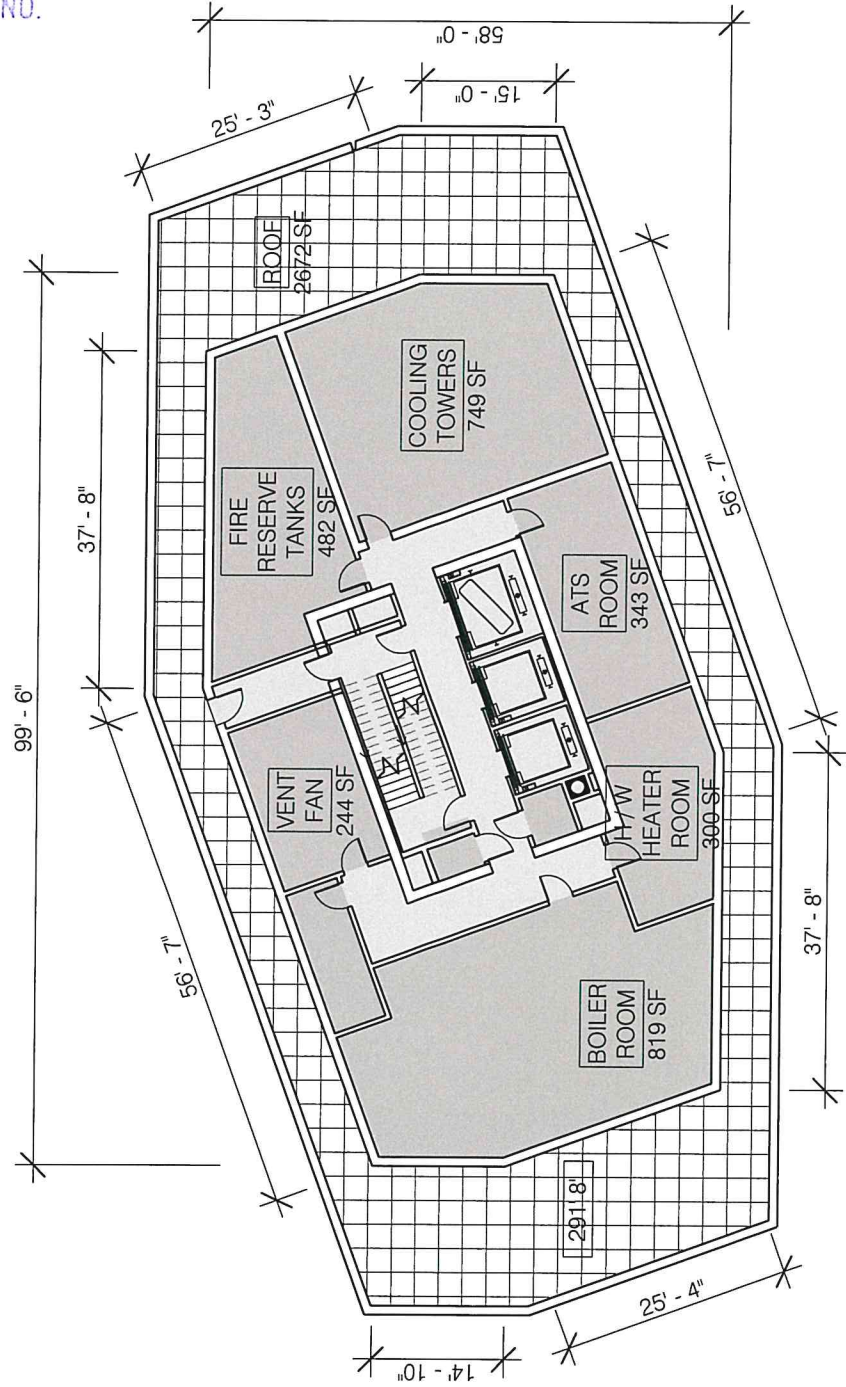 NO.
58' - 0"
15' - 0"
25' - 3"
99' - 6"
37' - 8"
ROOF
2672 SF
FIRE
RESERVE
TANKS
482 SF
COOLING
TOWERS
749 SF
VENT
FAN
244 SF
ATS
ROOM
343 SF
H / W
HEATER
ROOM
300 SF
BOILER
ROOM
819 SF
56' - 7"
56' - 7"
37' - 8"
291' 8'
25' - 4"
14' - 10"